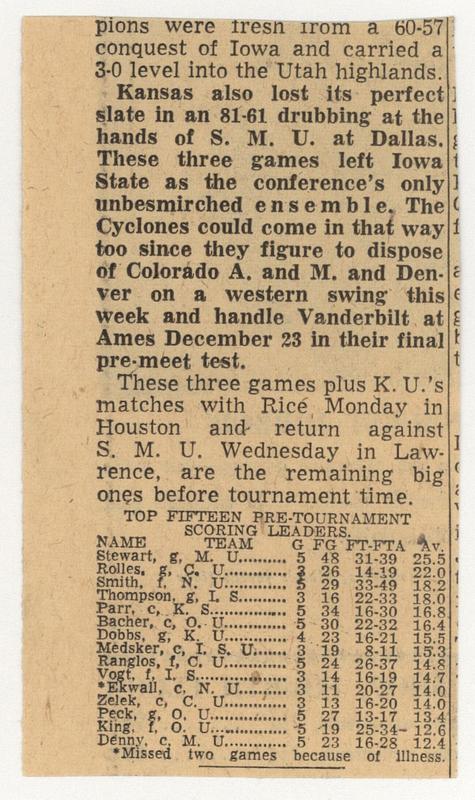 pions were fresh from a 60-57
conquest of Iowa and carried a
3-0 level into the Utah highlands.
Kansas also lost its perfect
slate in an 81-61 drubbing at the
hands of S. M. U. at Dallas.
These three games left Iowa
State as the conference's only
unbesmirched ensemble. The
Cyclones could come in that way
too since they figure to dispose
of Colorado A. and M. and Den-
ver on a western swing this
week and handle Vanderbilt at
Ames December 23 in their final
pre-meet test.
These three games plus K. U.'s
matches with Rice Monday in
Houston and return against
S. M. U. Wednesday in Law-
rence, are the remaining big
ones before tournament time.
TOP FIFTEEN PRE-TOURNAMENT
SCORING LEADERS.
NAME TEAM G FG FT-FTA Av.
Stewart, g, M. U.......... 5 48 31-39 25.5
Rolles, g, C. U........... 3 26 14-19 22.0
Smith, f, N. U............ 5 29 33-49 18.2
Thompson, g, I. S......... 3 16 22-33 18.0
Parr, c, K. S............. 5 34 16-30 16.8
Bacher, c, O. U........... 5 30 22-32 16.4
Dobbs, g, K. U............ 4 23 16-21 15.5
Medsker, c, I. S. U....... 3 19 8-11 15.3
Ranglos, f, C. U.......... 5 24 26-37 14.8
Vogt, f, I. S............. 3 14 16-19 14.7
*Ekwall, c, N. U.......... 3 11 20-27 14.0
Zelek, c, C. U............ 3 13 16-20 14.0
Peck, g, O. U............. 5 27 13-17 13.4
King, f, O. U............. 5 19 25-34 12.6
Denny, c, M. U............ 5 23 16-28 12.4
*Missed two games because of illness.